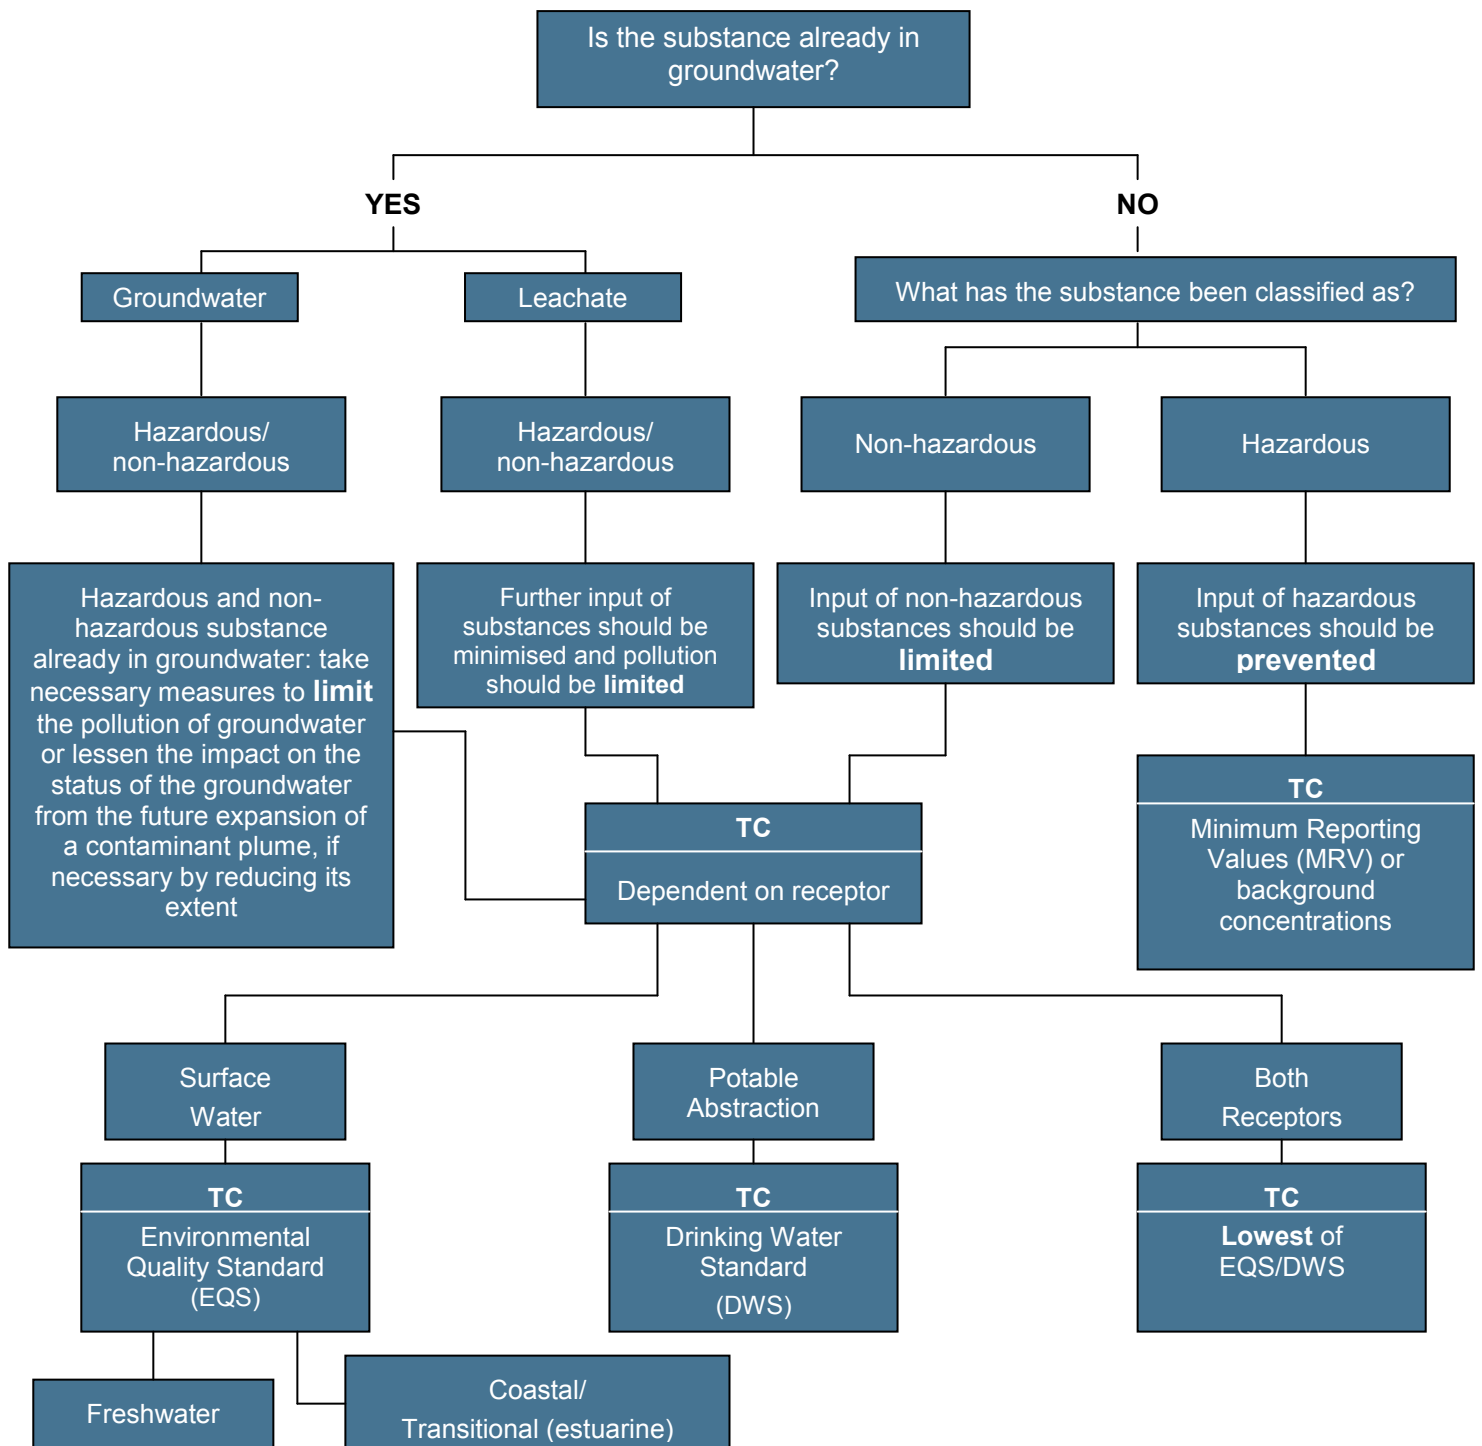 Is the substance already in
groundwater?
YES
NO
Groundwater
Leachate
What has the substance been classified as?
Hazardous/
non-hazardous
Hazardous/
non-hazardous
Non-hazardous
Hazardous
Hazardous and non-
hazardous substance
already in groundwater: take
necessary measures to limit
the pollution of groundwater
or lessen the impact on the
status of the groundwater
from the future expansion of
a contaminant plume, if
necessary by reducing its
extent
Further input of
substances should be
minimised and pollution
should be limited
Input of non-hazardous
substances should be
limited
Input of hazardous
substances should be
prevented
TC
Dependent on receptor
TC
Minimum Reporting
Values (MRV) or
background
concentrations
Surface
Water
Potable
Abstraction
Both
Receptors
TC
Environmental
Quality Standard
(EQS)
TC
Drinking Water
Standard
(DWS)
TC
Lowest of
EQS/DWS
Freshwater
Coastal/
Transitional (estuarine)